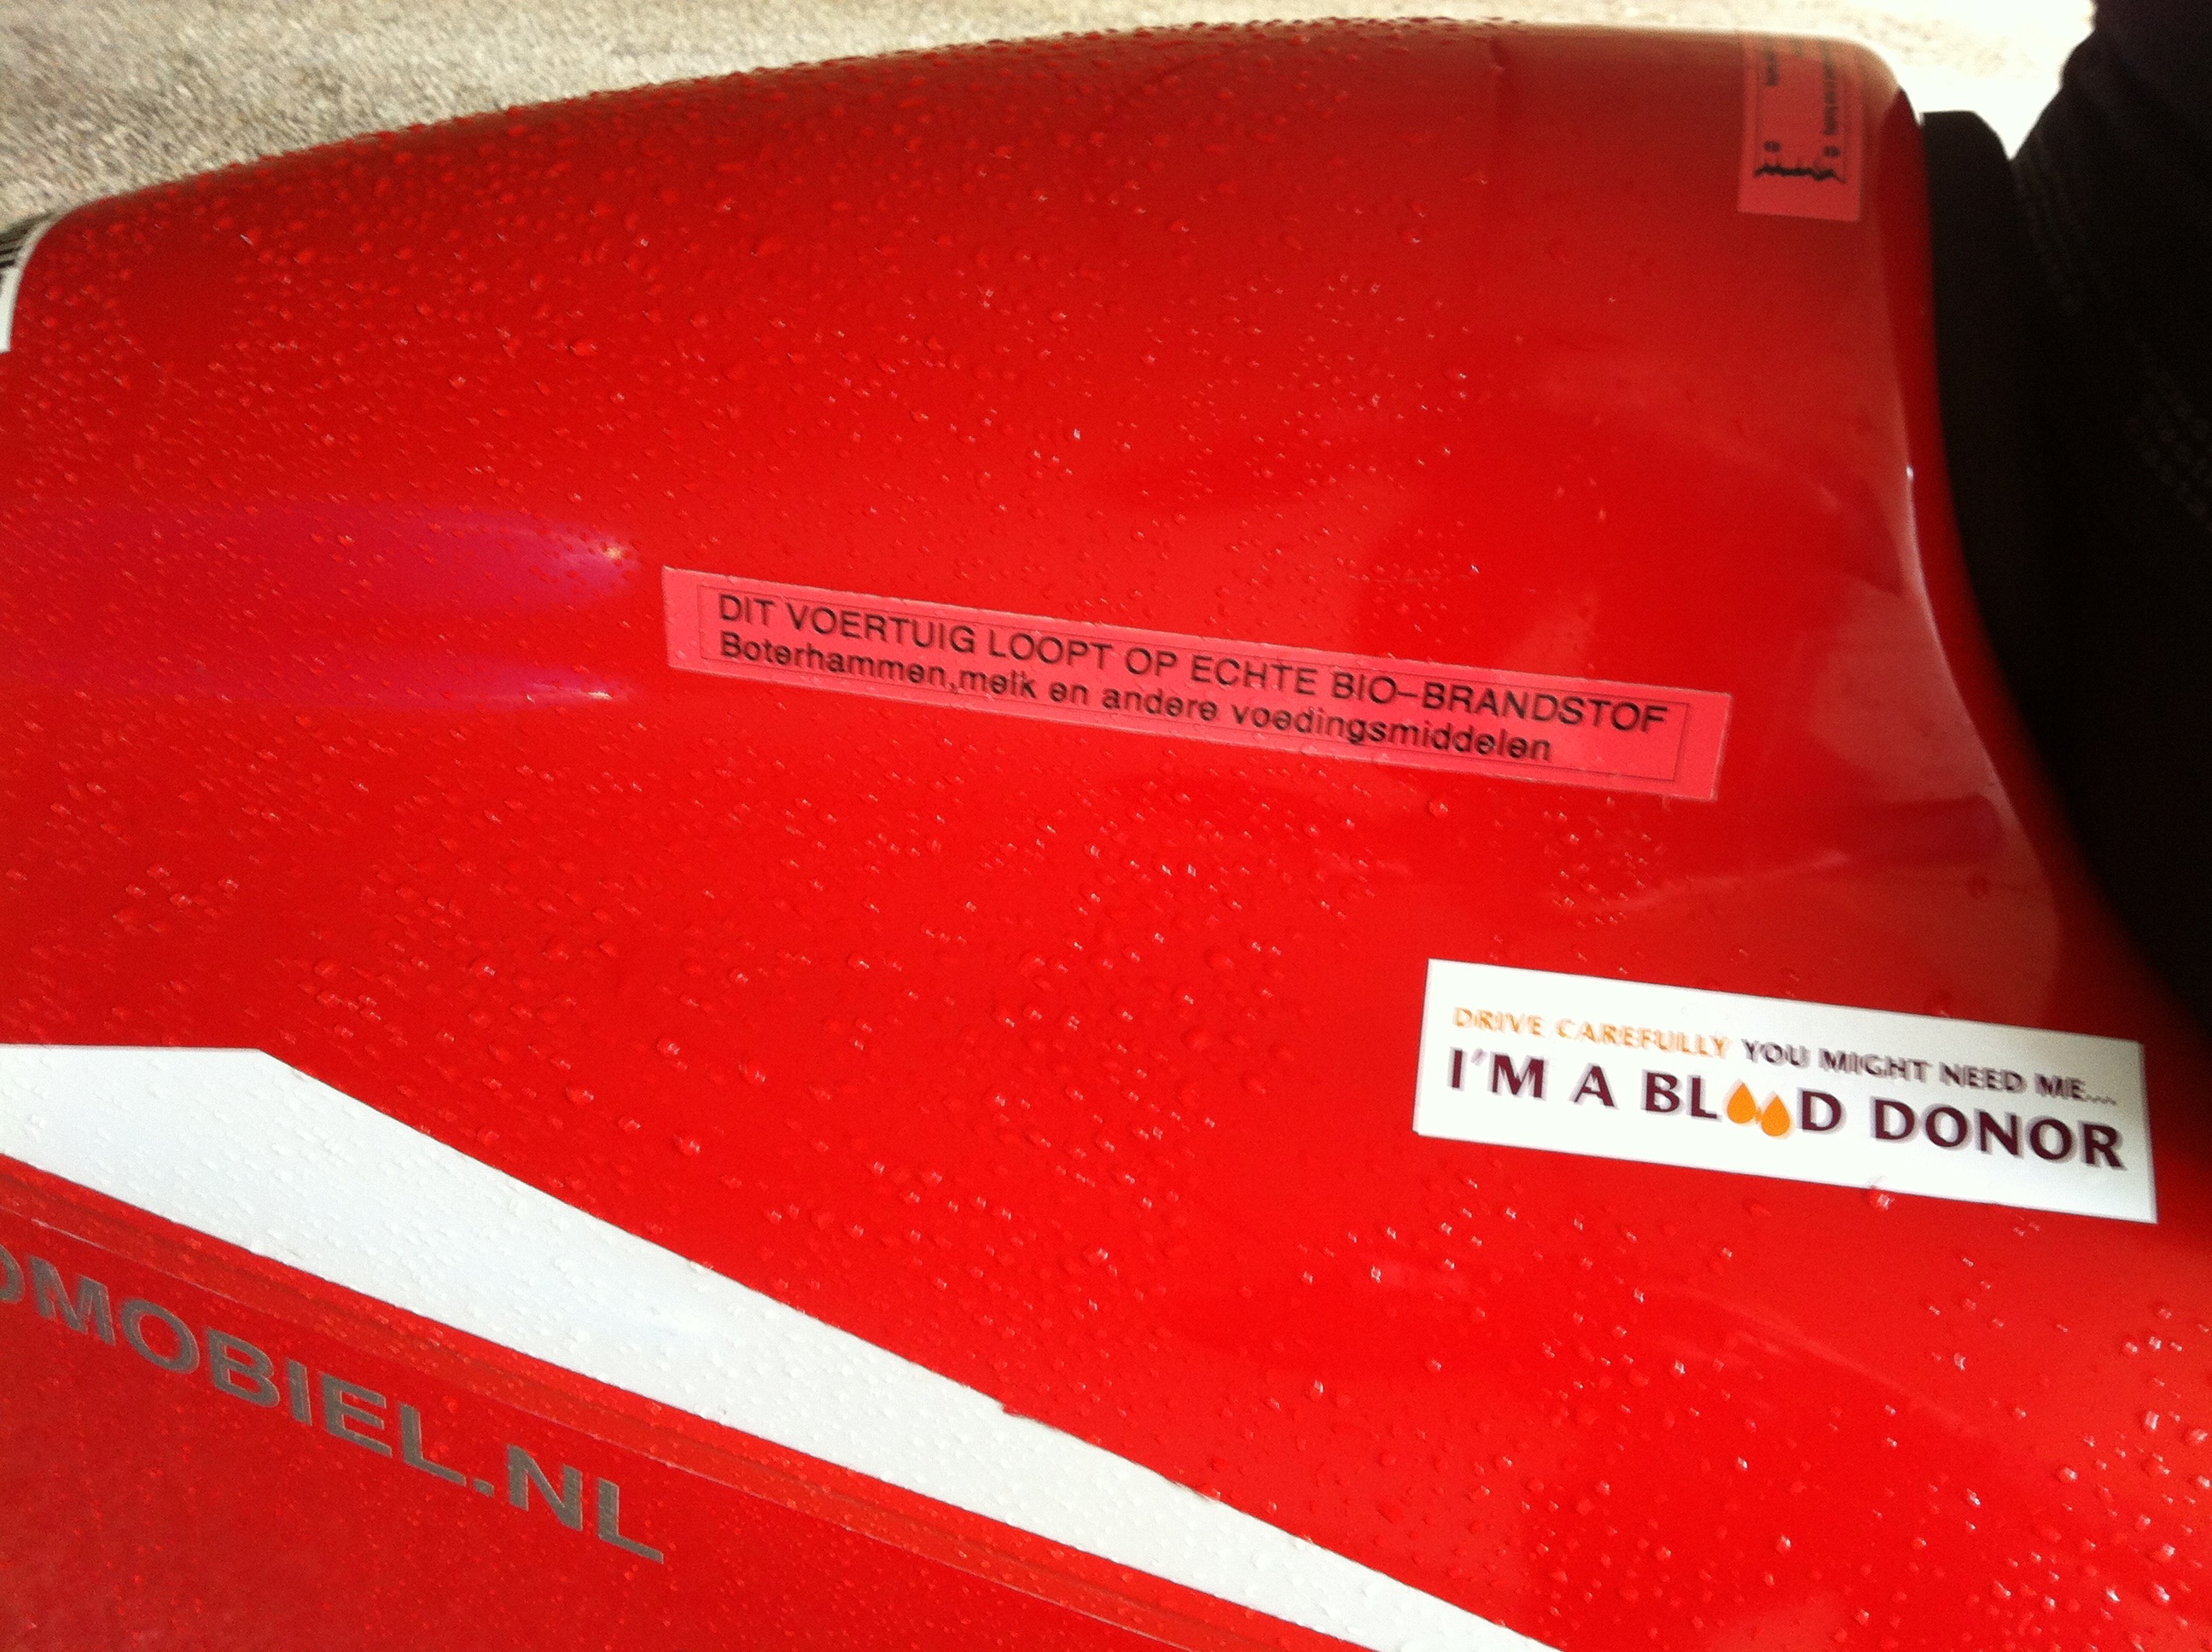 DIT VOERTUIG LOOPT OP ECHTE BIO-BRANDSTOF
Boterhammen,melk en andere voedingsmiddelen
DRIVE CAREFULLY YOU MIGHT NEED ME....
I'M A BLOOD DONOR
OMOBIEL.NL